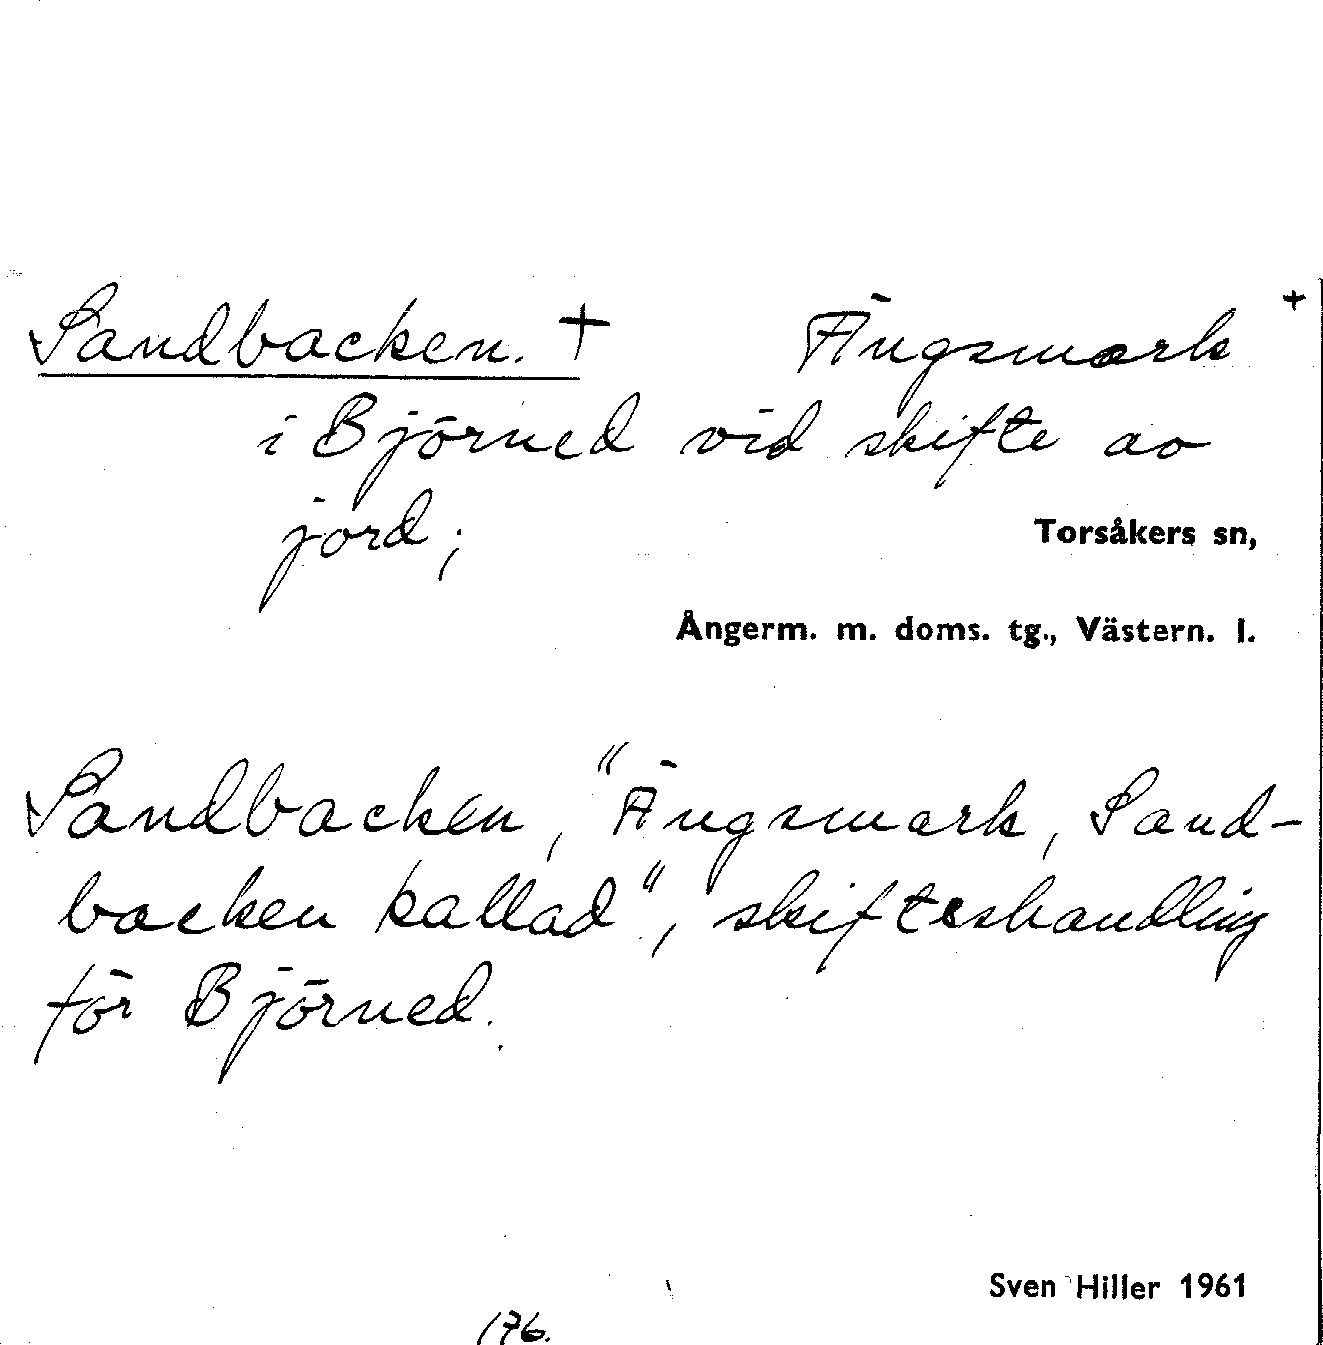 Sandbacken. + Ängsmark +
i Björned vid skifte av
jord;
Torsåkers sn,
Ångerm. m. doms. tg., Västern. l.
Sandbacken, "Ängsmark, Sand-
backen kallad", skifteshandling
för Björned.
Sven Hiller 1961
176.